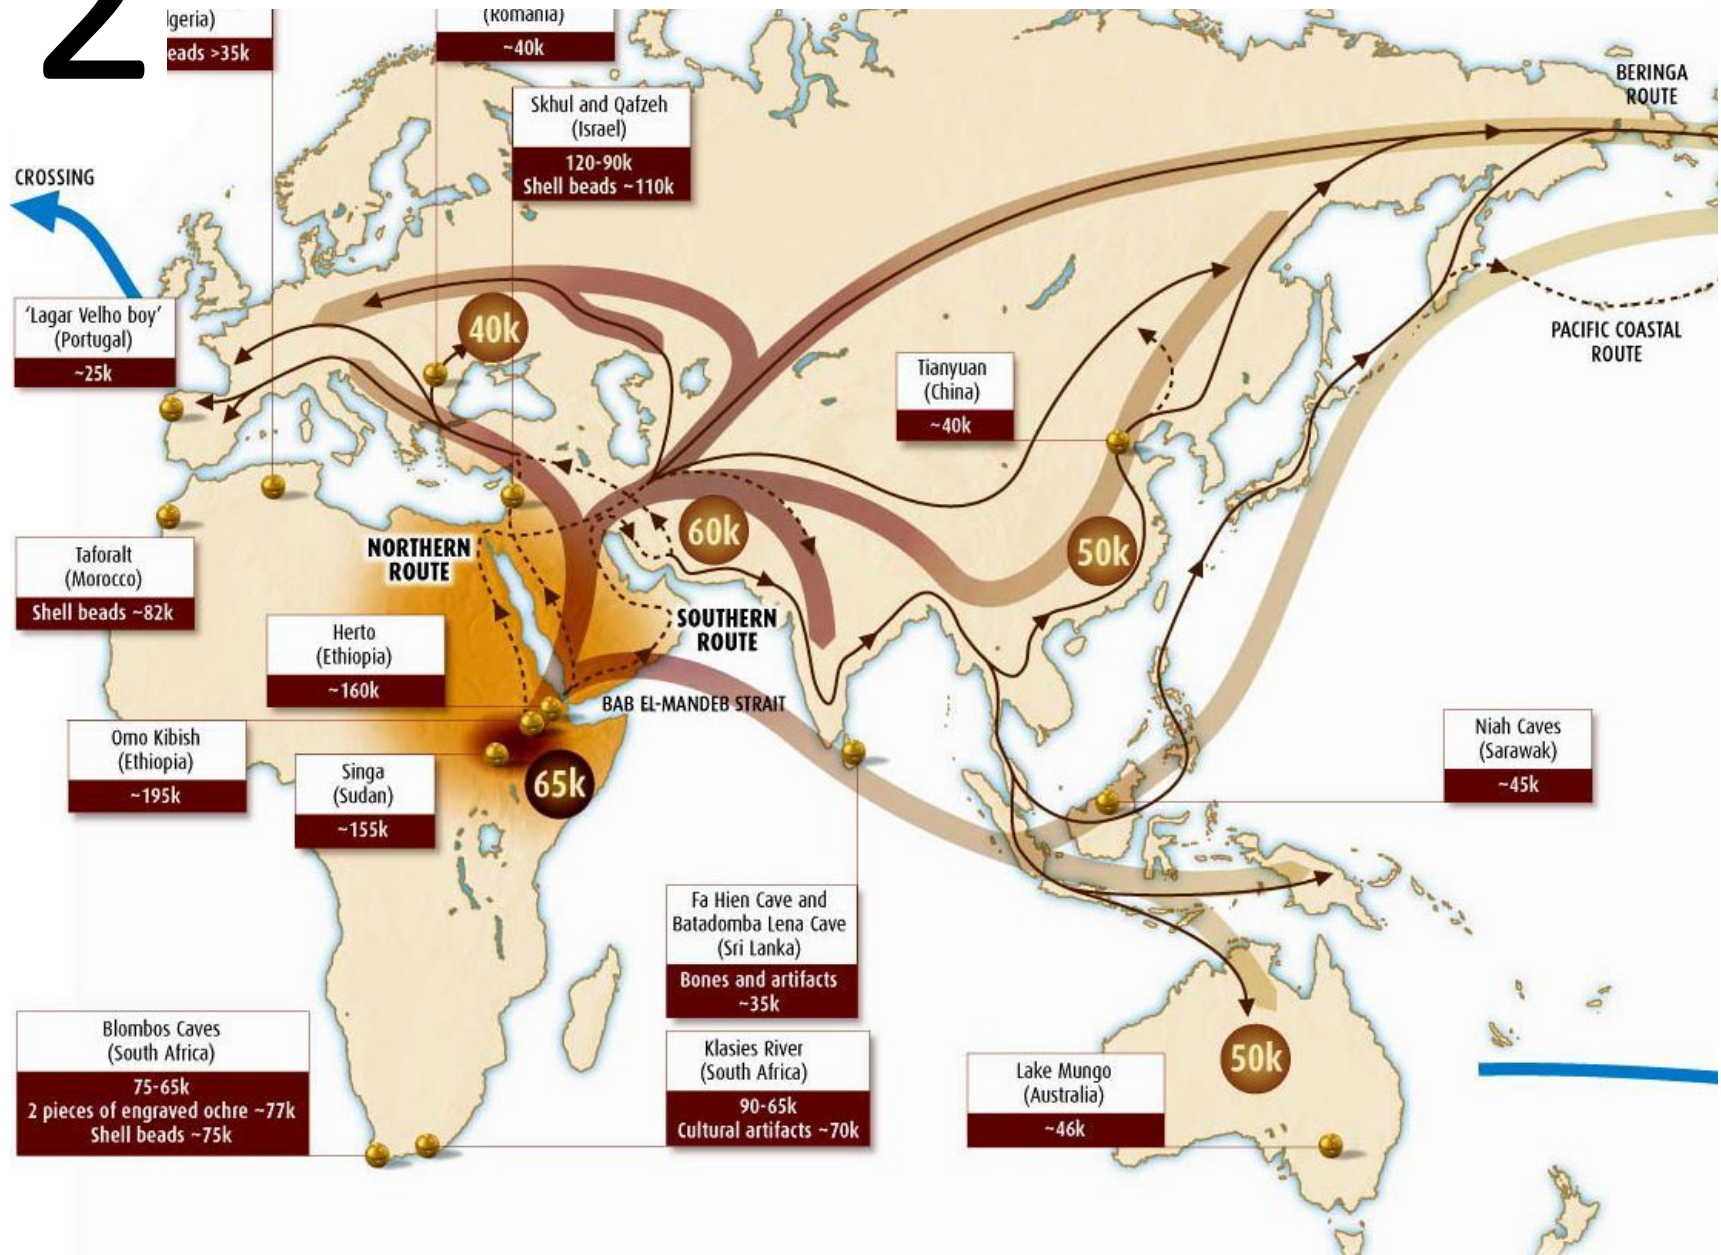 2
lgeria)
eads >35k
(Romania)
~40k
Skhul and Qafzeh
(Israel)
120-90k
Shell beads ~110k
BERINGA
ROUTE
CROSSING
'Lagar Velho boy'
(Portugal)
~25k
40k
PACIFIC COASTAL
ROUTE
Tianyuan
(China)
~40k
60k
50k
NORTHERN
ROUTE
Taforalt
(Morocco)
Shell beads ~82k
SOUTHERN
ROUTE
Herto
(Ethiopia)
~160k
BAB EL-MANDEB STRAIT
Omo Kibish
(Ethiopia)
~195k
Singa
(Sudan)
~155k
65k
Niah Caves
(Sarawak)
~45k
Fa Hien Cave and
Batadomba Lena Cave
(Sri Lanka)
Bones and artifacts
~35k
Blombos Caves
(South Africa)
75-65k
2 pieces of engraved ochre ~77k
Shell beads ~75k
Klasies River
(South Africa)
90-65k
Cultural artifacts ~70k
50k
Lake Mungo
(Australia)
~46k